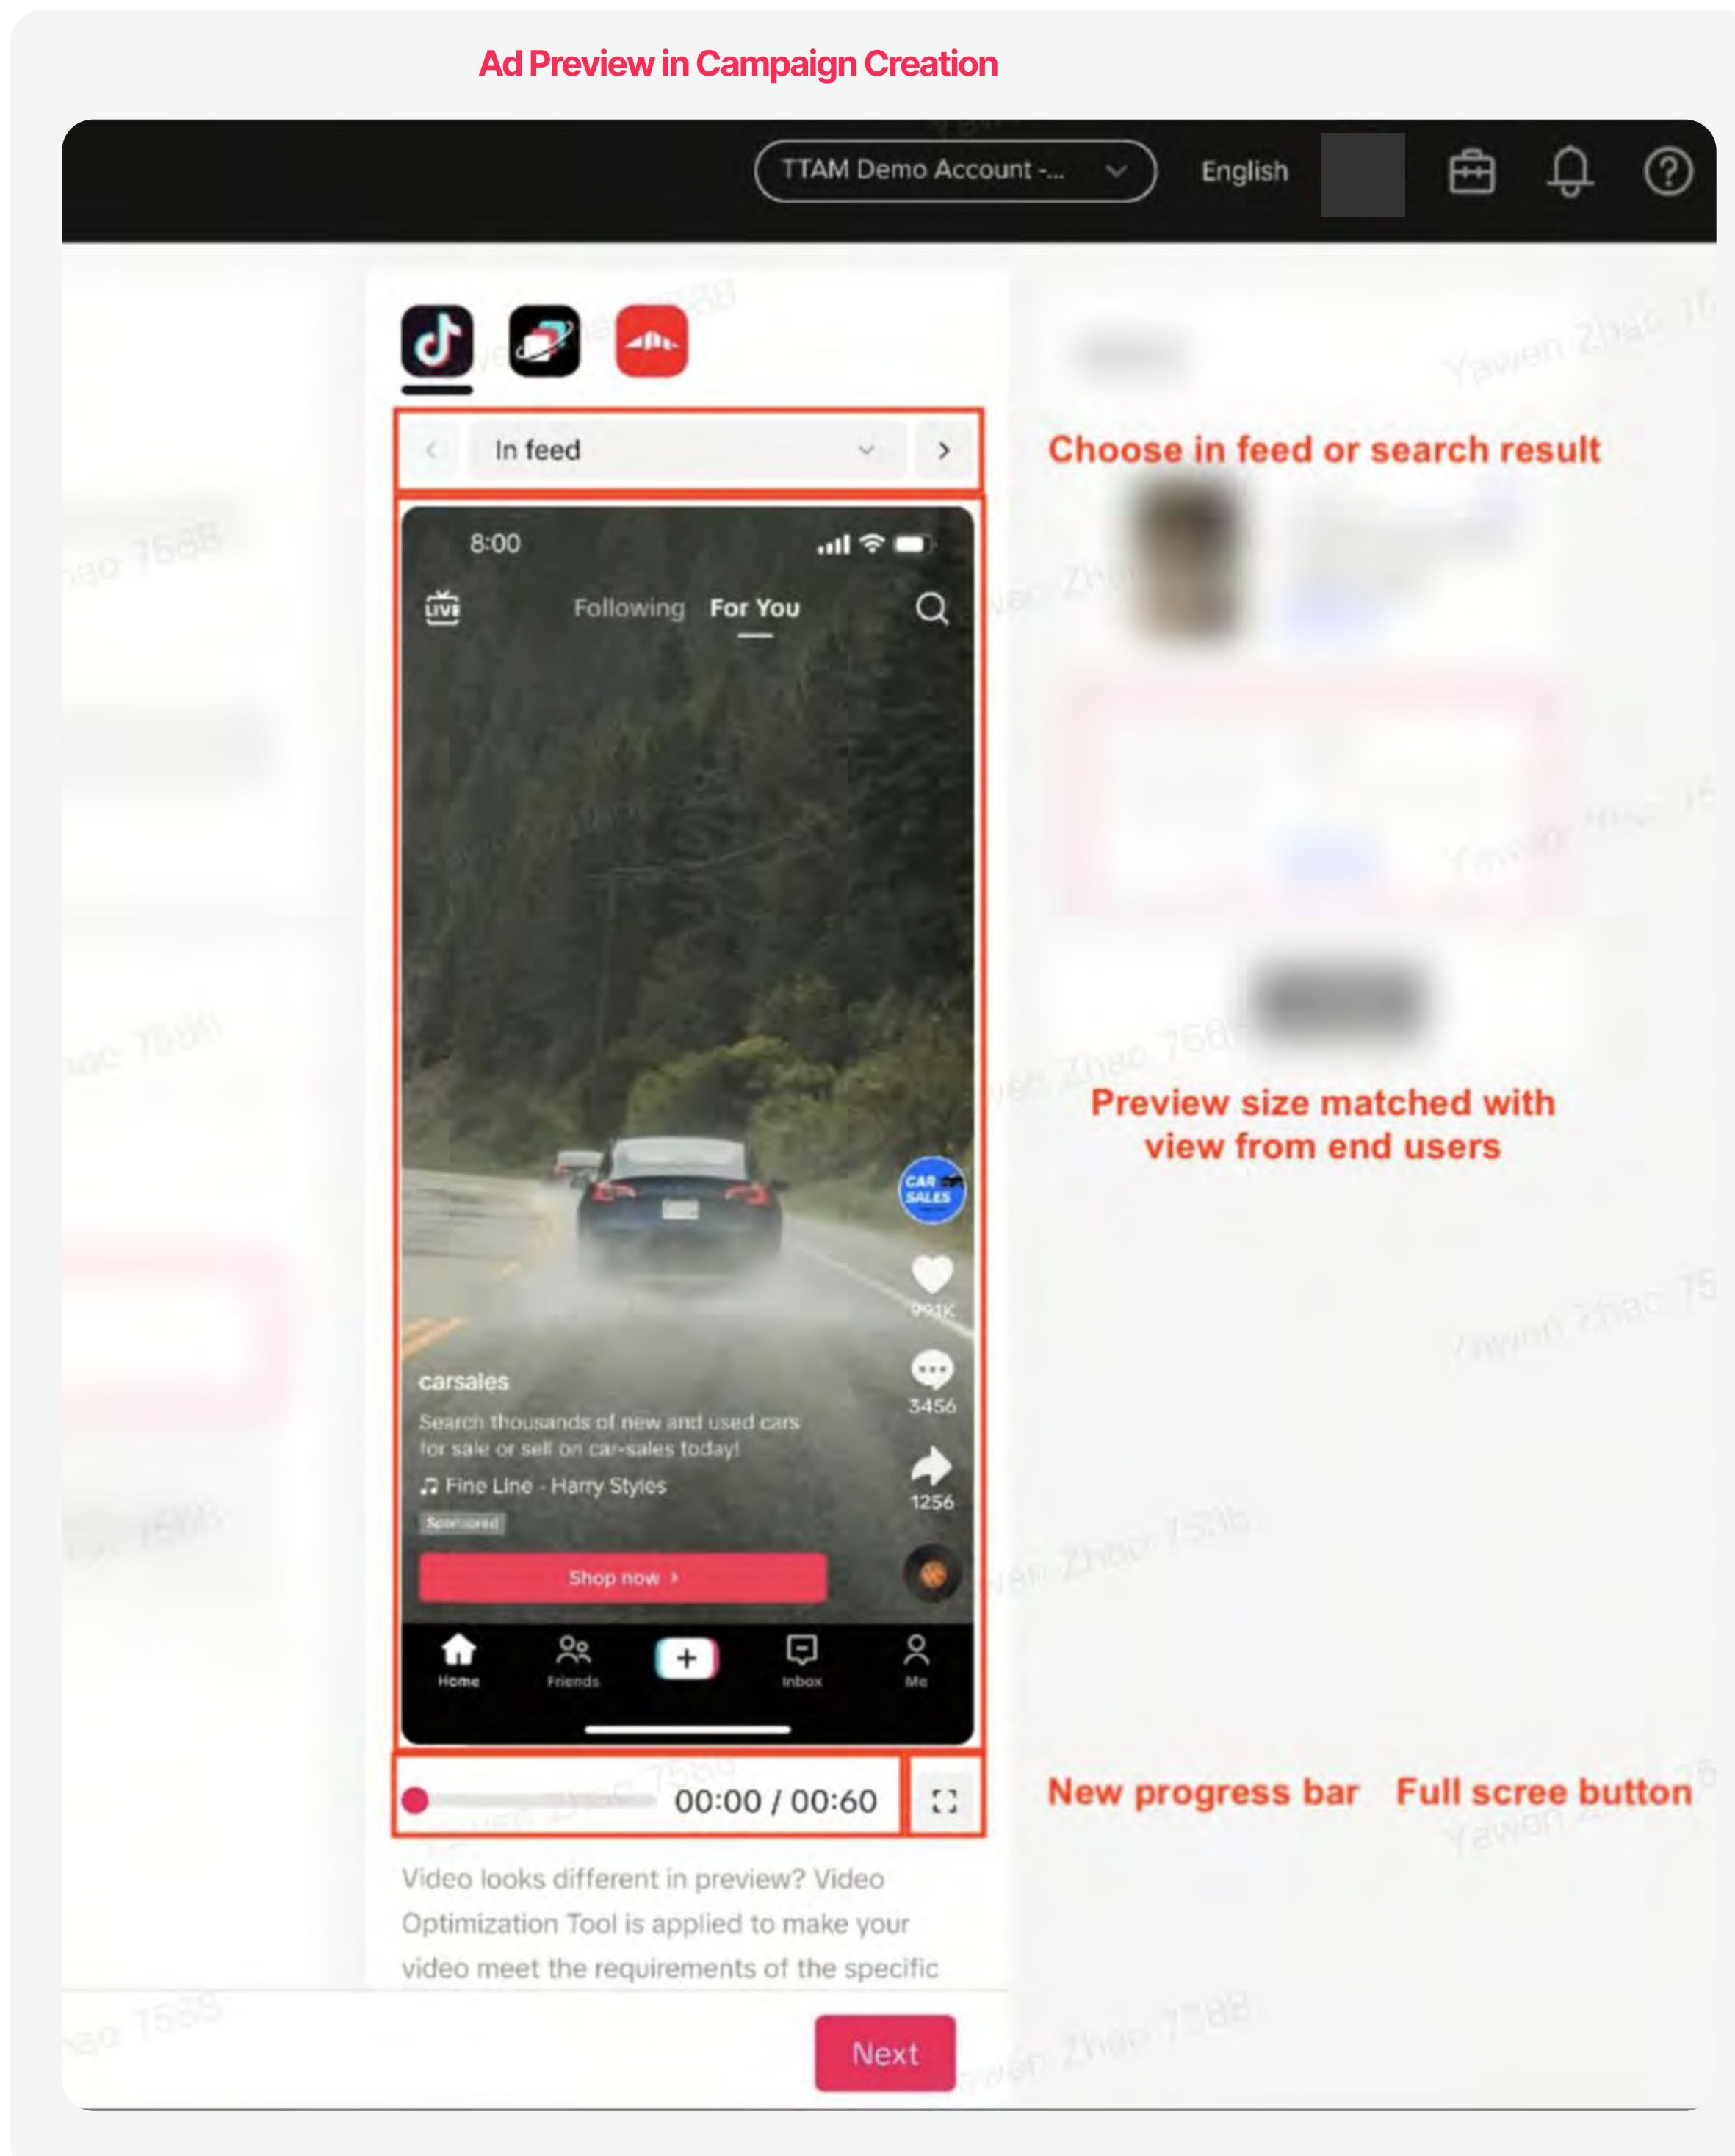 Ad Preview in Campaign Creation
TTAM Demo Account -...
English
In feed
Choose in feed or search result
8:00
LIVE
Following
For You
Preview size matched with
view from end users
CAR
SALES
991K
carsales
3456
Search thousands of new and used cars
for sale or sell on car-sales today!
Fine Line - Harry Styles
1256
Sponsored
Shop now
Home
Friends
Inbox
Me
00:00 / 00:60
New progress bar
Full scree button
Video looks different in preview? Video
Optimization Tool is applied to make your
video meet the requirements of the specific
Next
Yawen Zhao 7588